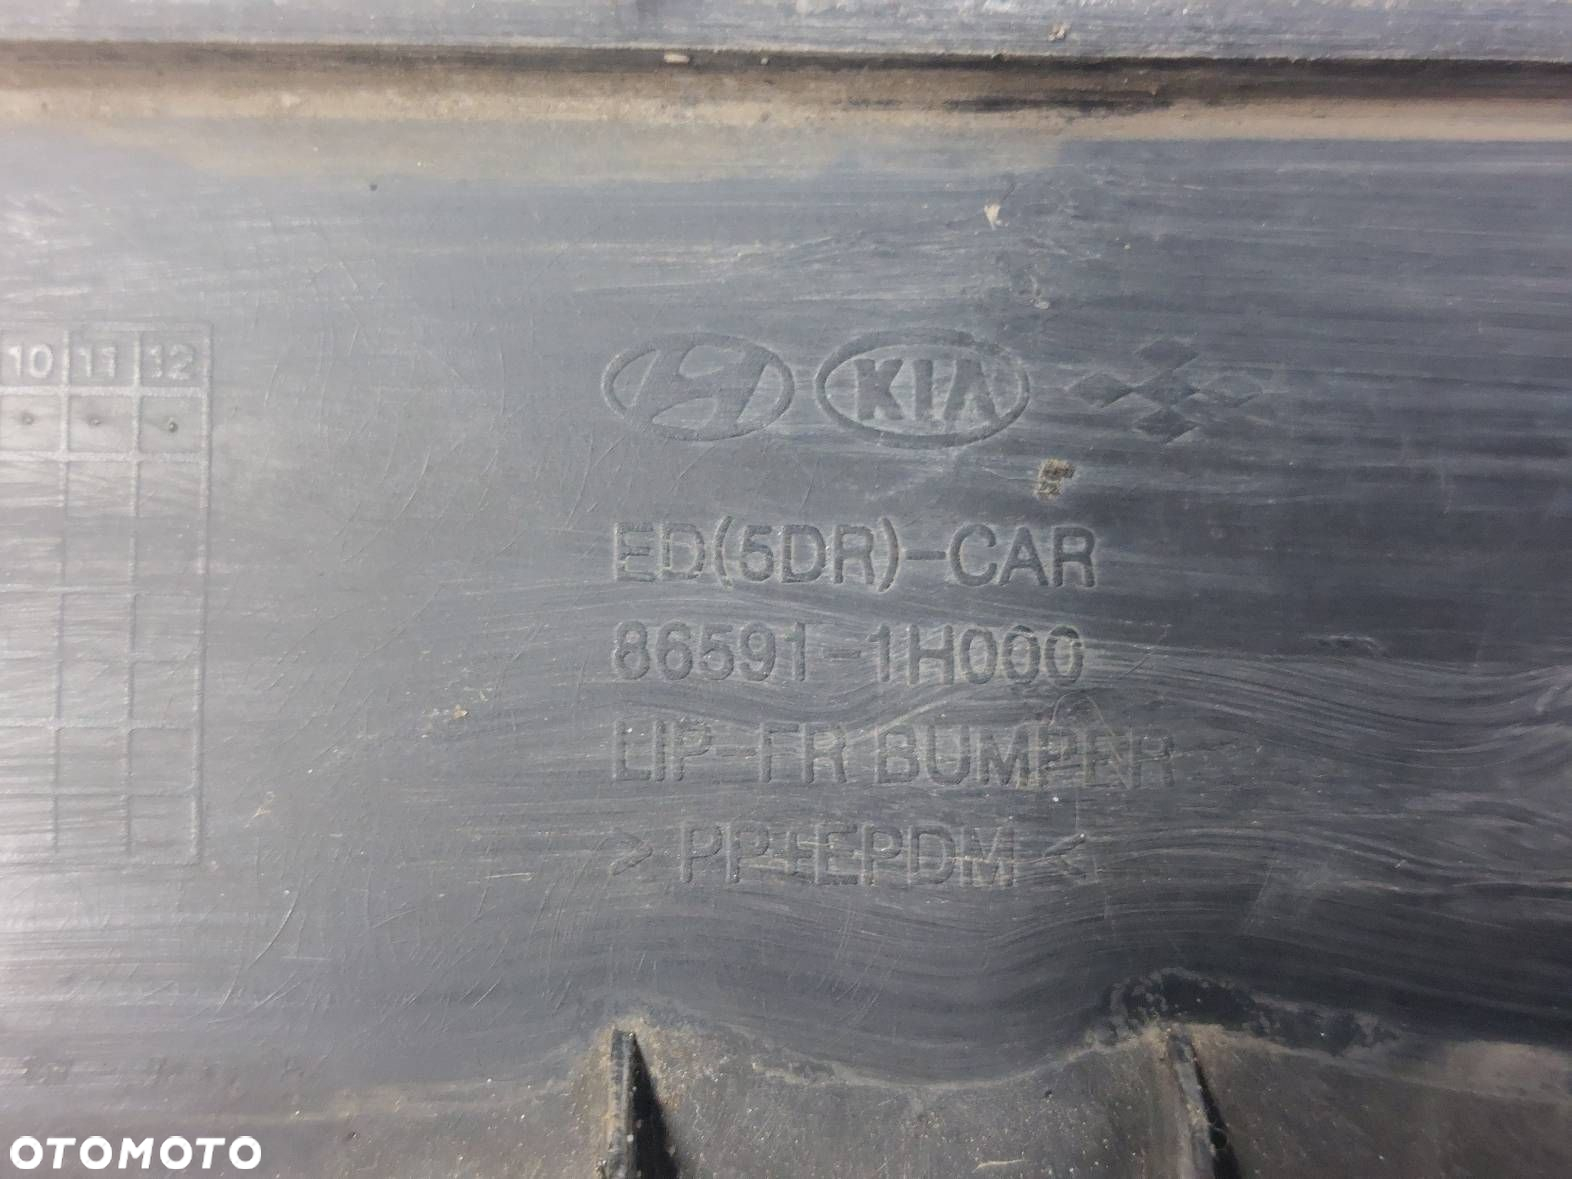 10 11 12
KIA
ED(5DR)-CAR
86591-1H000
LIP-FR BUMPER
> PP+EPDM <
OTOMOTO